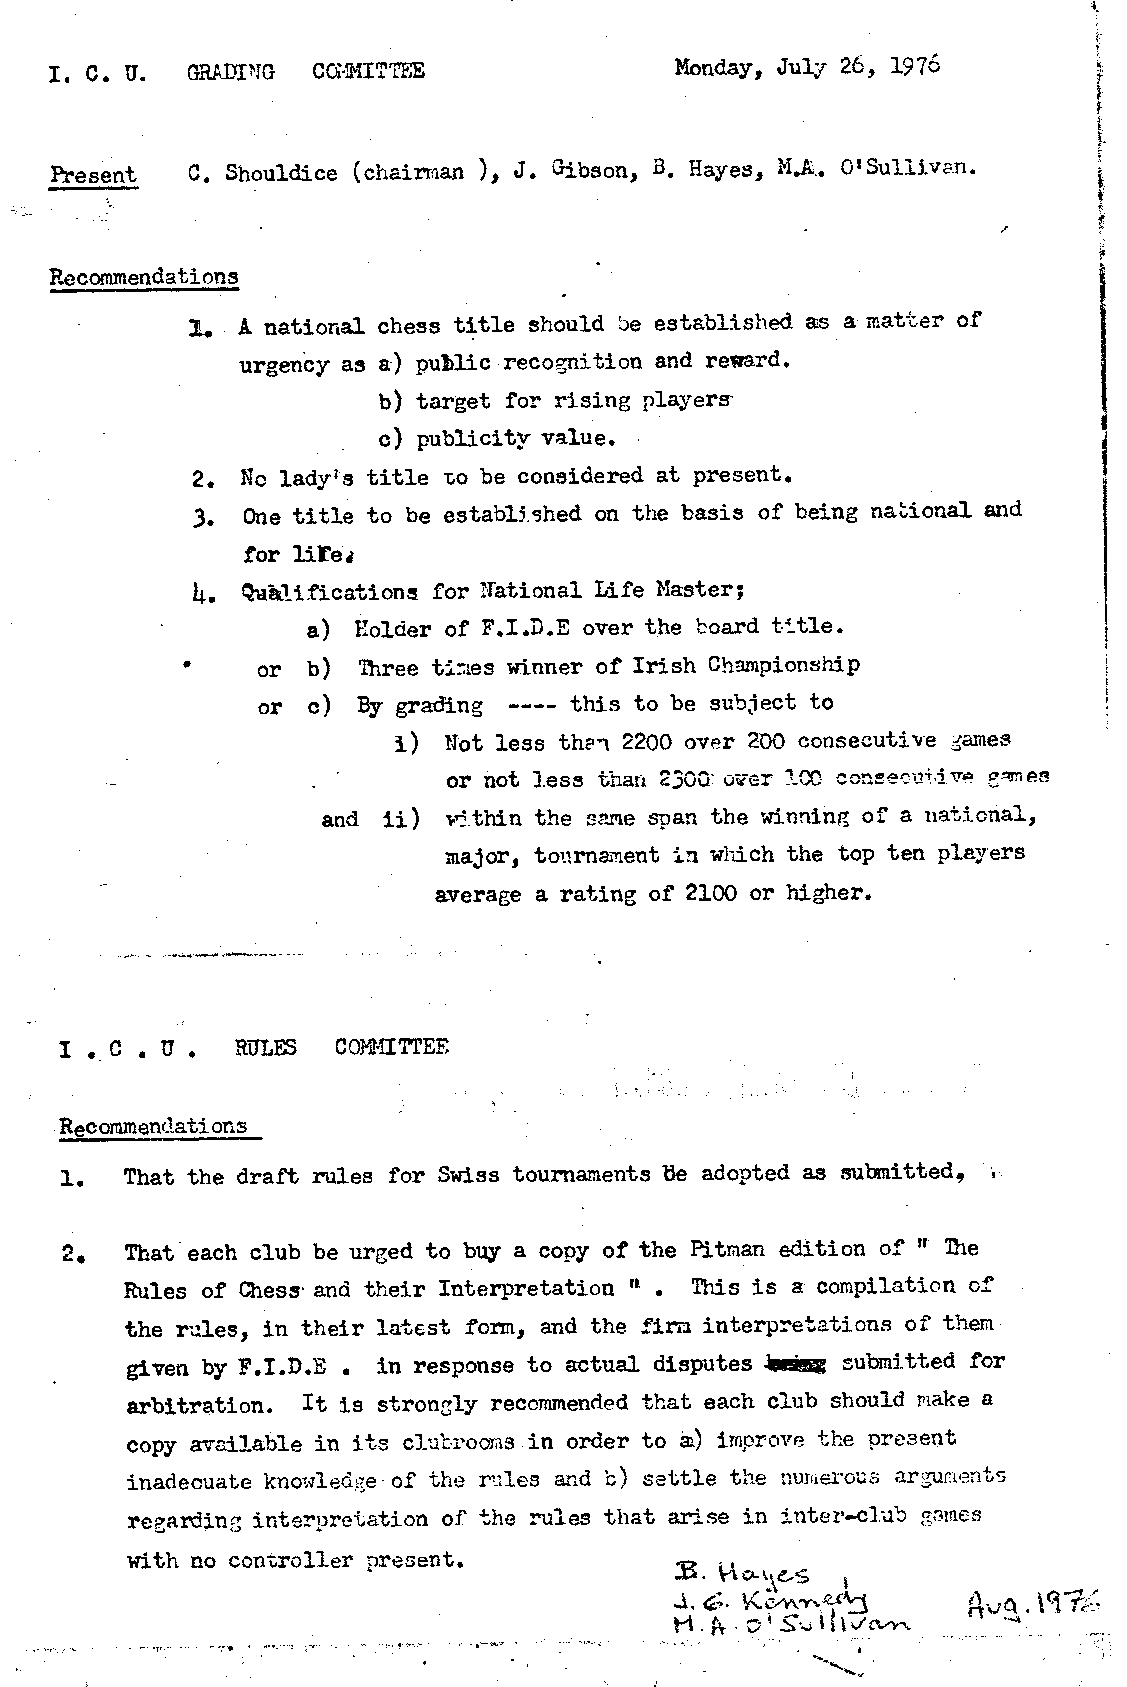 I. C. U. GRADING COMMITTEE Monday, July 26, 1976
Present C. Shouldice (chairman ), J. Gibson, B. Hayes, M.A. O'Sullivan.
Recommendations
1. A national chess title should be established as a matter of
urgency as a) public recognition and reward.
b) target for rising players
c) publicity value.
2. No lady's title to be considered at present.
3. One title to be established on the basis of being national and
for life.
4. Qualifications for National Life Master;
a) Holder of F.I.D.E over the board title.
or b) Three times winner of Irish Championship
or c) By grading ---- this to be subject to
i) Not less than 2200 over 200 consecutive games
or not less than 2300 over 100 consecutive games
and ii) within the same span the winning of a national,
major, tournament in which the top ten players
average a rating of 2100 or higher.
I . C . U . RULES COMMITTEE
Recommendations
1. That the draft rules for Swiss tournaments be adopted as submitted,
2. That each club be urged to buy a copy of the Pitman edition of " The
Rules of Chess and their Interpretation " . This is a compilation of
the rules, in their latest form, and the firm interpretations of them
given by F.I.D.E . in response to actual disputes submitted for
arbitration. It is strongly recommended that each club should make a
copy available in its clubrooms in order to a) improve the present
inadecuate knowledge of the rules and b) settle the numerous arguments
regarding interpretation of the rules that arise in inter-club games
with no controller present.
B. Hayes
J. G. Kennedy
M. A. O'Sullivan Aug. 1976